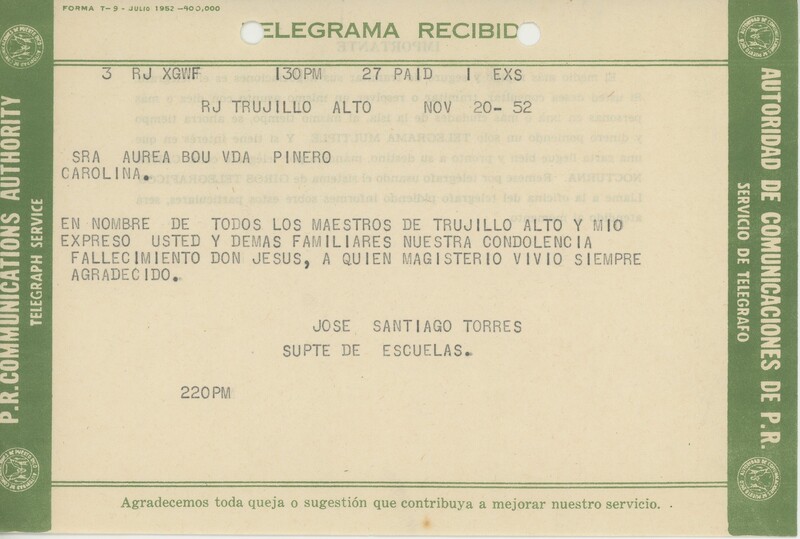 FORMA T-9 - JULIO 1952-400,000
TELEGRAMA RECIBIDO
3 RJ XGWF 130PM 27 PAID 1 EXS
RJ TRUJILLO ALTO NOV 20- 52
SRA AUREA BOU VDA PINERO
CAROLINA.
EN NOMBRE DE TODOS LOS MAESTROS DE TRUJILLO ALTO Y MIO
EXPRESO USTED Y DEMAS FAMILIARES NUESTRA CONDOLENCIA
FALLECIMIENTO DON JESUS, A QUIEN MAGISTERIO VIVIO SIEMPRE
AGRADECIDO.
JOSE SANTIAGO TORRES
SUPTE DE ESCUELAS.
220PM
Agradecemos toda queja o sugestión que contribuya a mejorar nuestro servicio.
P.R. COMMUNICATIONS AUTHORITY
TELEGRAPH SERVICE
AUTORIDAD DE COMUNICACIONES DE P.R.
SERVICIO DE TELEGRAFO